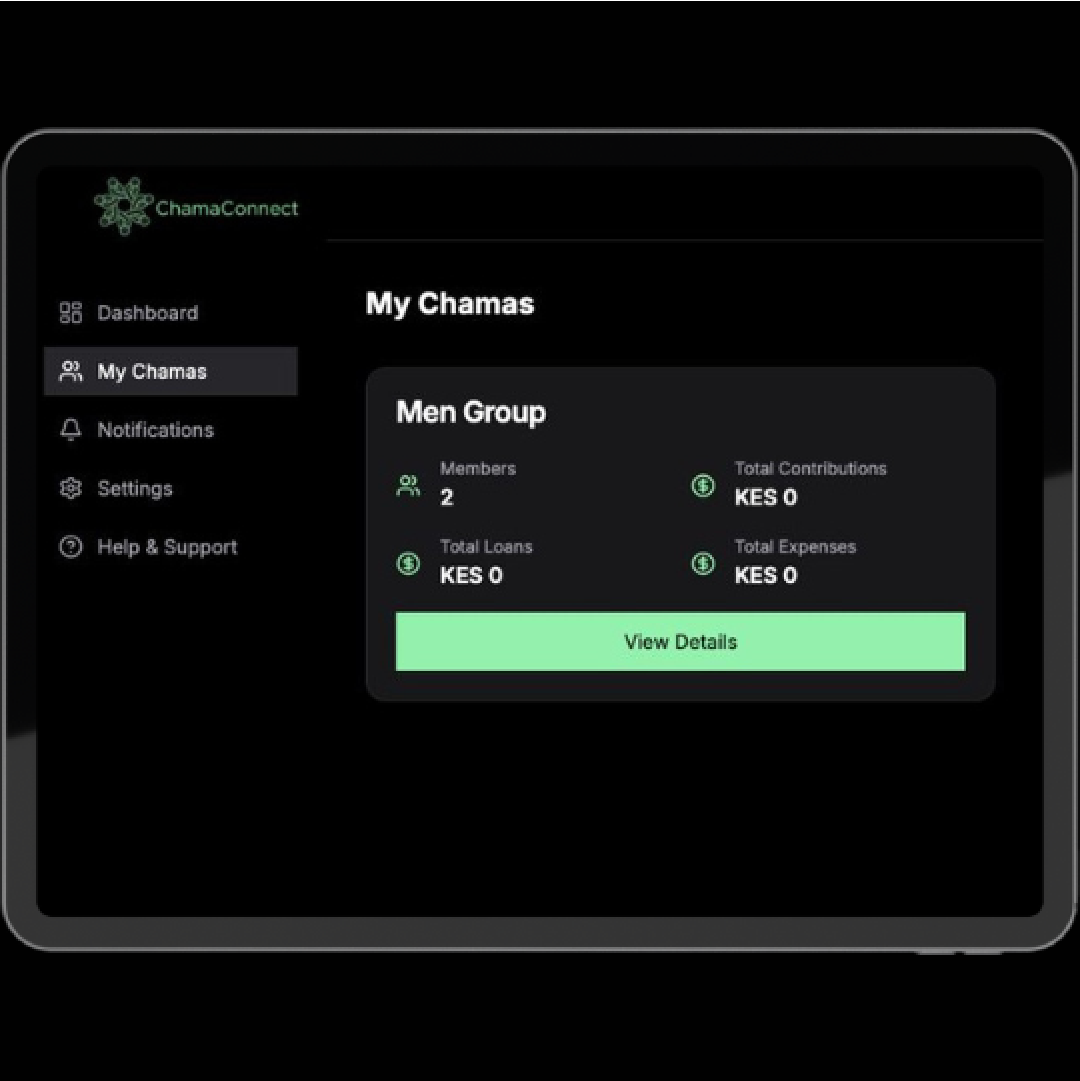 ChamaConnect
Dashboard
My Chamas
Notifications
Settings
Help & Support
My Chamas
Men Group
Members
2
Total Contributions
KES 0
Total Loans
KES 0
Total Expenses
KES 0
View Details